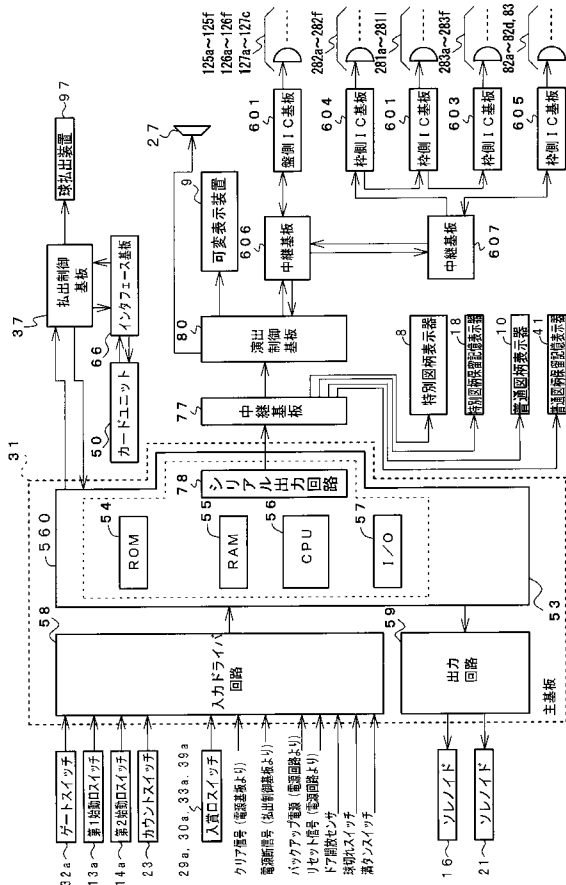 31
37
払出制御
基板
球払出装置
97
66
インタフェース基板
カードユニット
50
560
58
入力ドライバ
回路
ROM
54
RAM
55
CPU
56
I/O
57
シリアル出力回路
78
53
59
出力
回路
主基板
32a
ゲートスイッチ
13a
第1始動口スイッチ
14a
第2始動口スイッチ
23
カウントスイッチ
29a, 30a, 33a, 39a
入賞口スイッチ
クリア信号(電源基板より)
電源断信号(払出制御基板より)
バックアップ電源(電源回路より)
リセット信号(電源回路より)
ドア開放センサ
球切れスイッチ
満タンスイッチ
16
ソレノイド
21
ソレノイド
77
中継基板
80
演出
制御基板
9
可変表示装置
27
606
中継基板
中継基板
607
601
盤側IC基板
604
枠側IC基板
601
枠側IC基板
603
枠側IC基板
605
枠側IC基板
125a~125f
126a~126f
127a~127c
282a~282f
281a~281l
283a~283f
82a~82d, 83
特別図柄表示器
8
特別図柄保留記憶表示器
18
普通図柄表示器
10
普通図柄保留記憶表示器
41